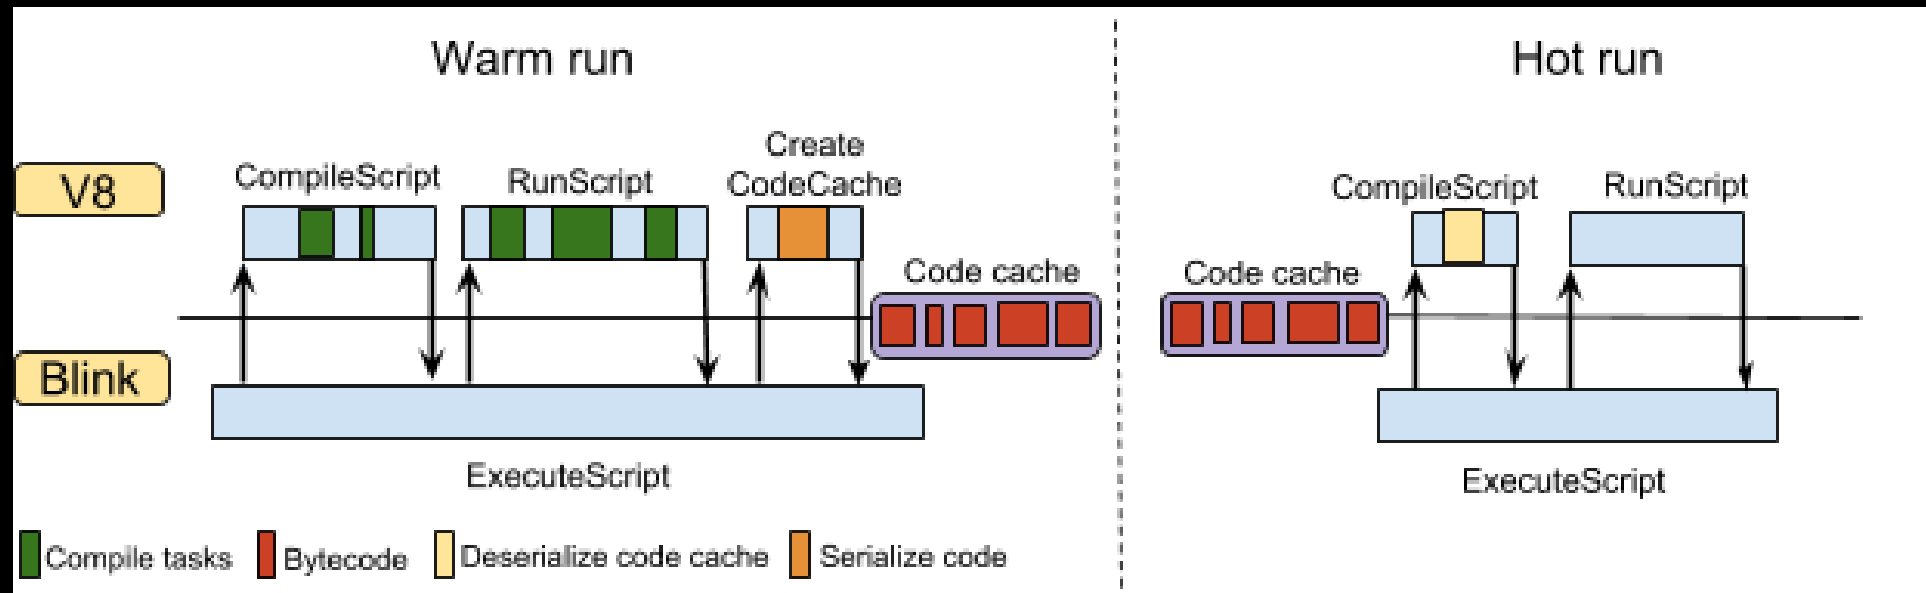 Warm run
Hot run
V8
CompileScript
RunScript
Create
CodeCache
Code cache
Blink
ExecuteScript
Code cache
CompileScript
RunScript
ExecuteScript
Compile tasks
Bytecode
Deserialize code cache
Serialize code